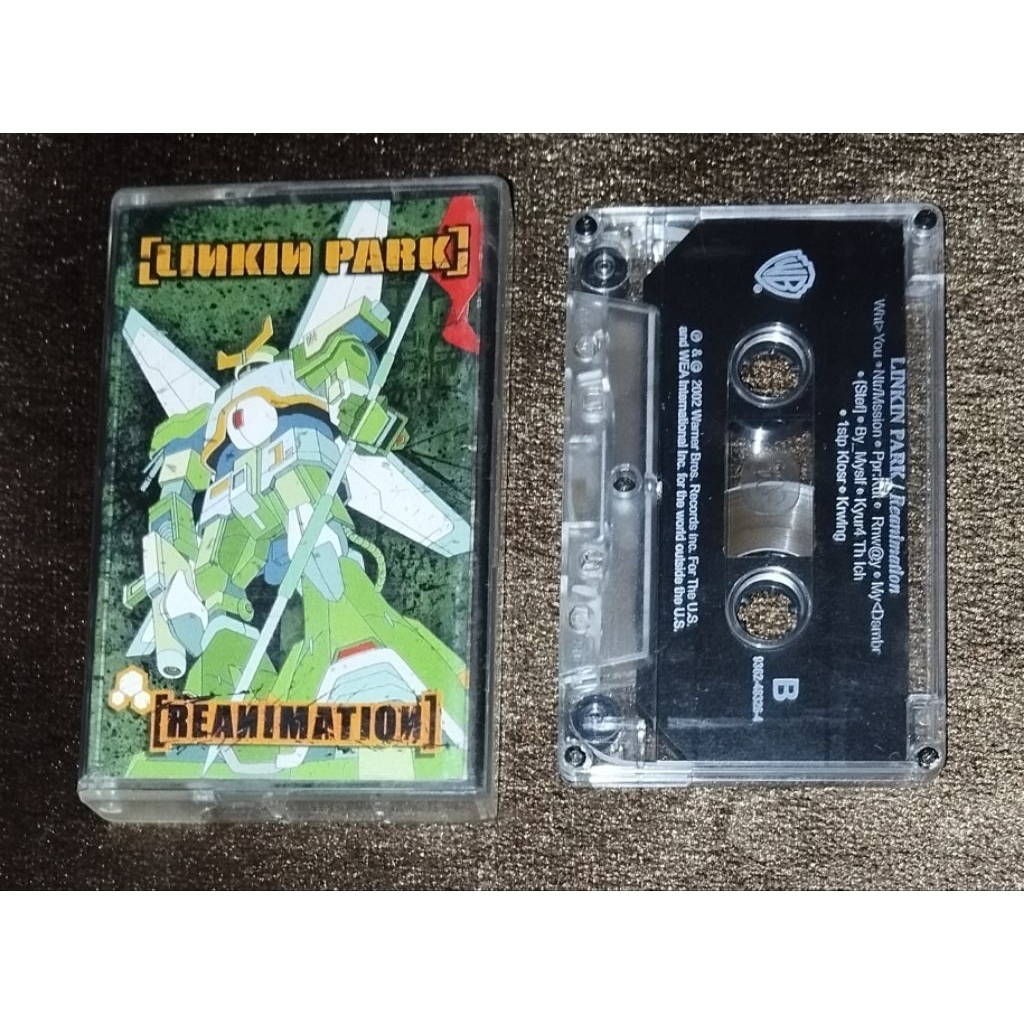 [LINKIN PARK]
[REANIMATION]
WB
®
LINKIN PARK / Reanimation
Wht> You • Ntr/Mssion • Ppr:Kut • Rnw@y • My<Dsmbr
• [Stef] • By_Myslf • Kyur4 Th Ich
• 1stp Klosr • Krwlng
℗ & © 2002 Warner Bros. Records Inc. For The U.S.
and WEA International Inc. for the world outside the U.S.
B